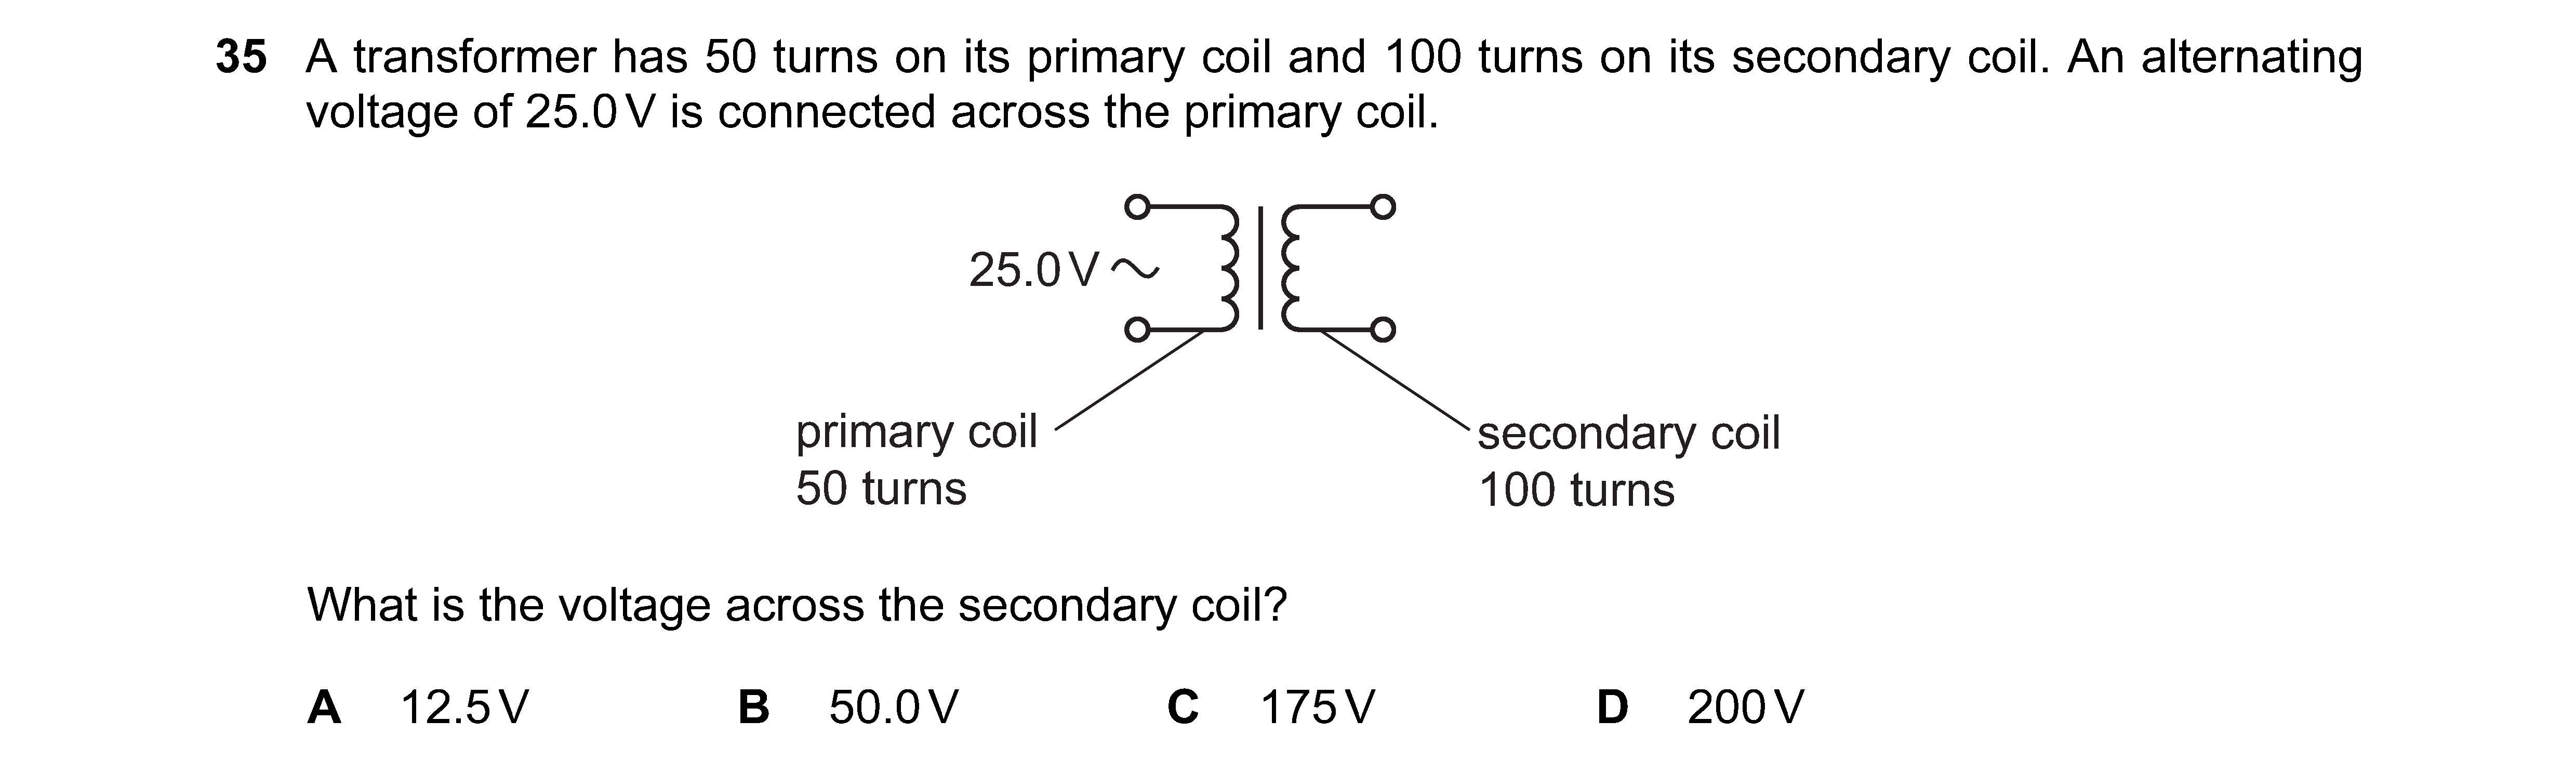 35 A transformer has 50 turns on its primary coil and 100 turns on its secondary coil. An alternating
voltage of 25.0 V is connected across the primary coil.
25.0 V ~
primary coil
50 turns
secondary coil
100 turns
What is the voltage across the secondary coil?
A 12.5 V B 50.0 V C 175 V D 200 V